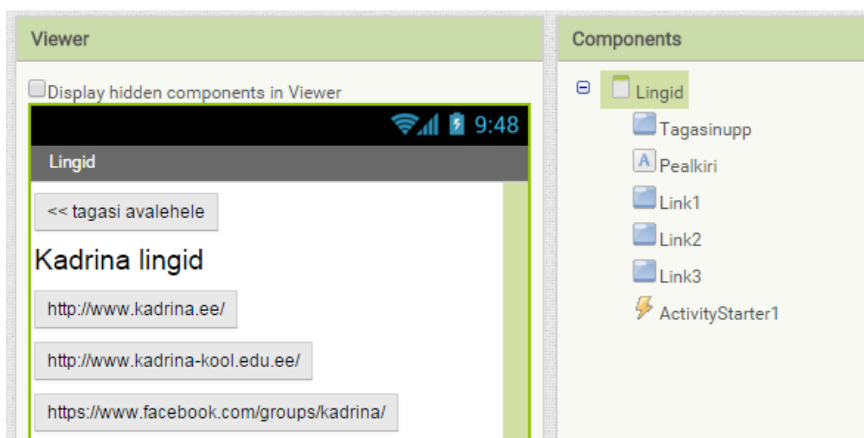 Viewer
Display hidden components in Viewer
9:48
Lingid
<< tagasi avalehele
Kadrina lingid
http://www.kadrina.ee/
http://www.kadrina-kool.edu.ee/
https://www.facebook.com/groups/kadrina/
Components
Lingid
Tagasinupp
A Pealkiri
Link1
Link2
Link3
ActivityStarter1